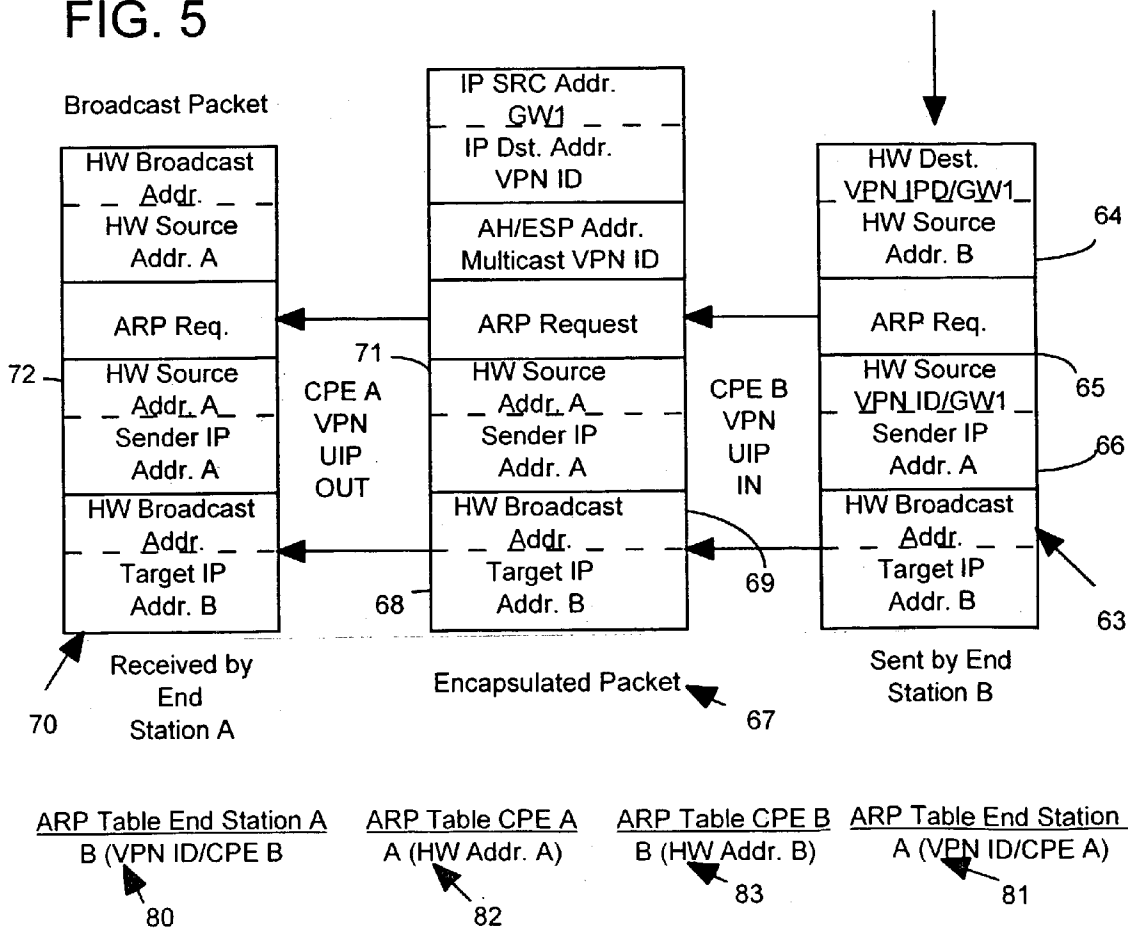 FIG. 5
Broadcast Packet
HW Broadcast
Addr.
HW Source
Addr. A
ARP Req.
HW Source
Addr. A
Sender IP
Addr. A
HW Broadcast
Addr.
Target IP
Addr. B
72
70
Received by
End
Station A
CPE A
VPN
UIP
OUT
IP SRC Addr.
GW1
IP Dst. Addr.
VPN ID
AH/ESP Addr.
Multicast VPN ID
ARP Request
HW Source
Addr. A
Sender IP
Addr. A
HW Broadcast
Addr.
Target IP
Addr. B
71
68
69
Encapsulated Packet
67
CPE B
VPN
UIP
IN
HW Dest.
VPN IPD/GW1
HW Source
Addr. B
ARP Req.
HW Source
VPN ID/GW1
Sender IP
Addr. A
HW Broadcast
Addr.
Target IP
Addr. B
64
65
66
63
Sent by End
Station B
ARP Table End Station A
B (VPN ID/CPE B
80
ARP Table CPE A
A (HW Addr. A)
82
ARP Table CPE B
B (HW Addr. B)
83
ARP Table End Station
A (VPN ID/CPE A)
81